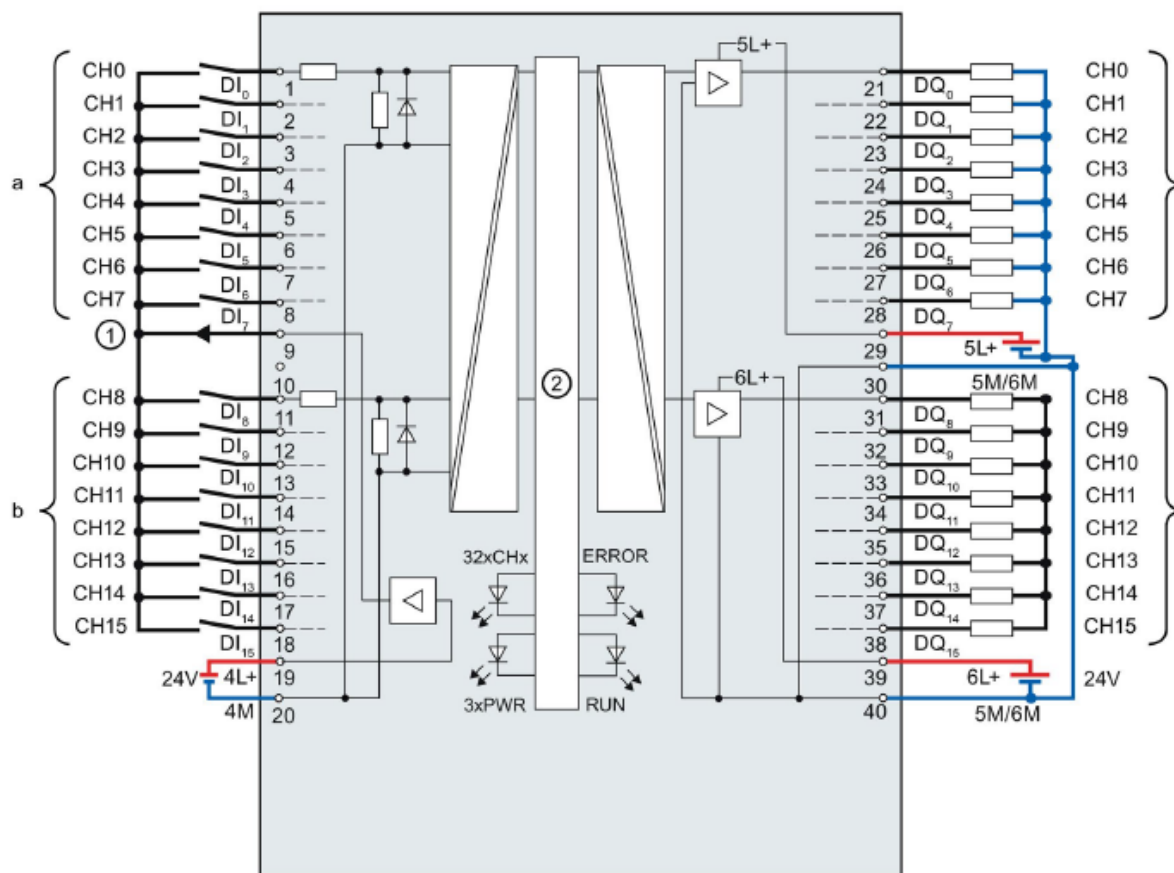 5L+
CH0 DI0 1 21 DQ0 CH0
CH1 DI1 2 22 DQ1 CH1
CH2 DI2 3 23 DQ2 CH2
CH3 DI3 4 24 DQ3 CH3
a CH4 DI4 5 25 DQ4 CH4
CH5 DI5 6 26 DQ5 CH5
CH6 DI6 7 27 DQ6 CH6
CH7 DI7 8 28 DQ7 CH7
① 9 29 5L+
② 6L+
10 30 5M/6M
CH8 DI8 11 31 DQ8 CH8
CH9 DI9 12 32 DQ9 CH9
CH10 DI10 13 33 DQ10 CH10
CH11 DI11 14 34 DQ11 CH11
b CH12 DI12 15 35 DQ12 CH12
CH13 DI13 16 32xCHx ERROR 36 DQ13 CH13
CH14 DI14 17 37 DQ14 CH14
CH15 DI15 18 38 DQ15 CH15
24V 4L+ 19 39 6L+ 24V
4M 20 3xPWR RUN 40 5M/6M